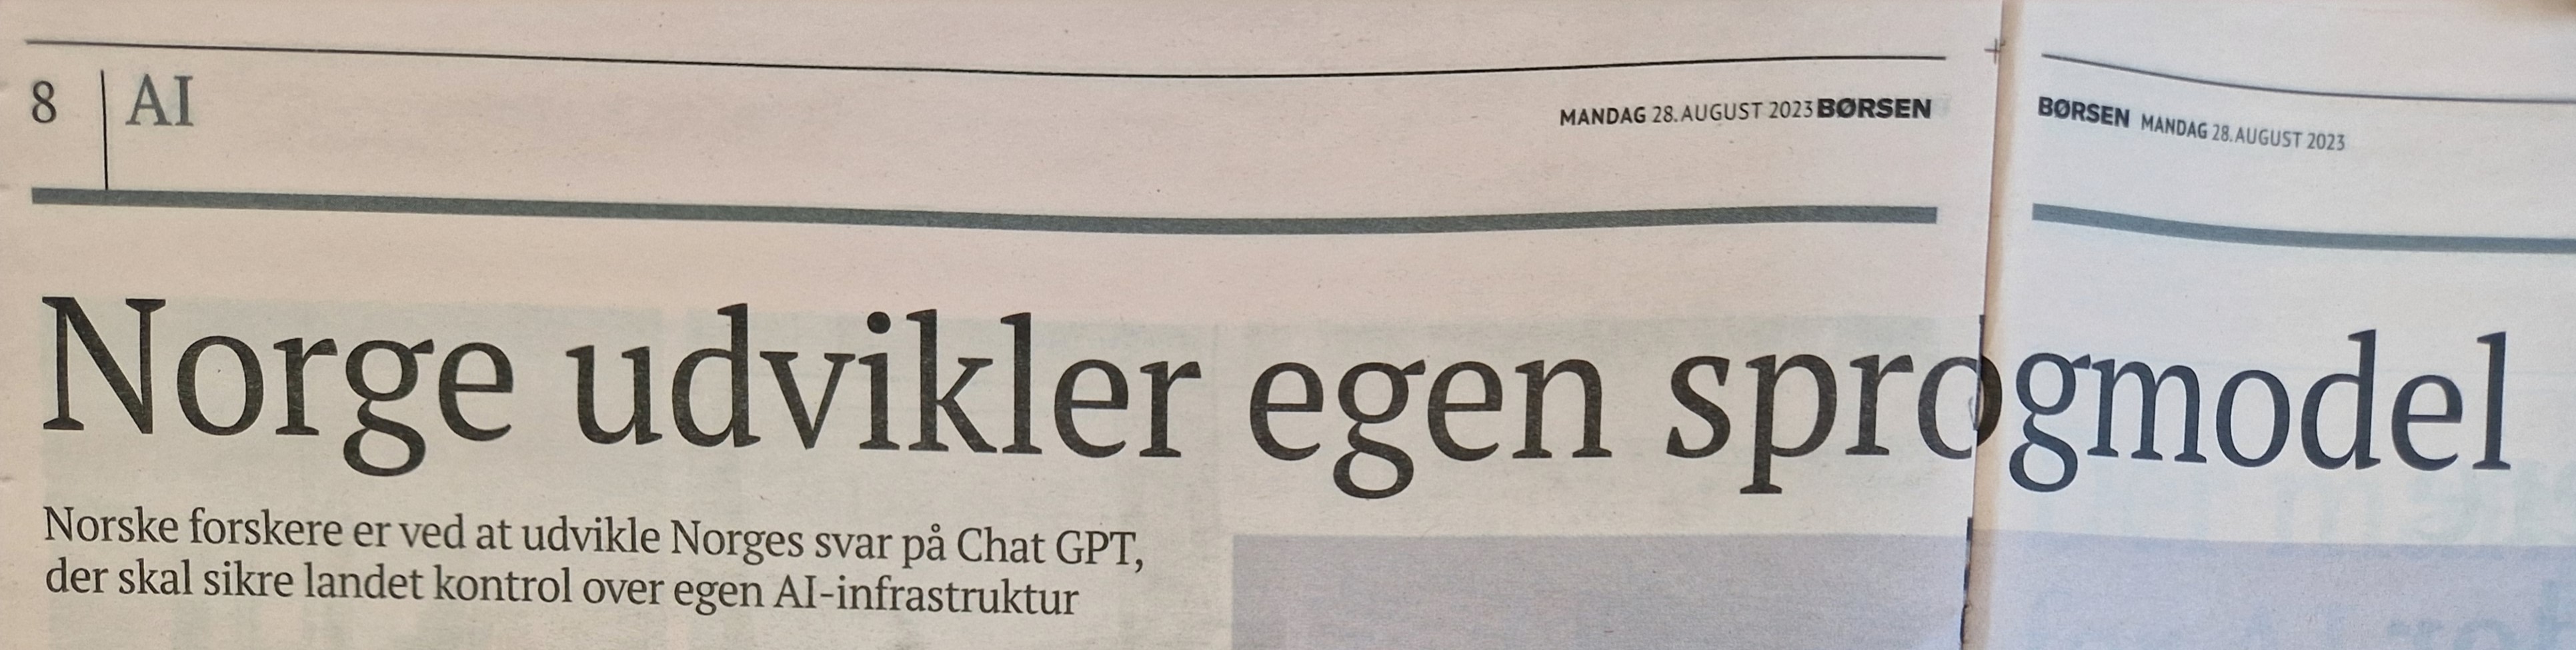 8 AI
MANDAG 28. AUGUST 2023 BØRSEN
BØRSEN MANDAG 28. AUGUST 2023
Norge udvikler egen sprogmodel
Norske forskere er ved at udvikle Norges svar på Chat GPT,
der skal sikre landet kontrol over egen AI-infrastruktur